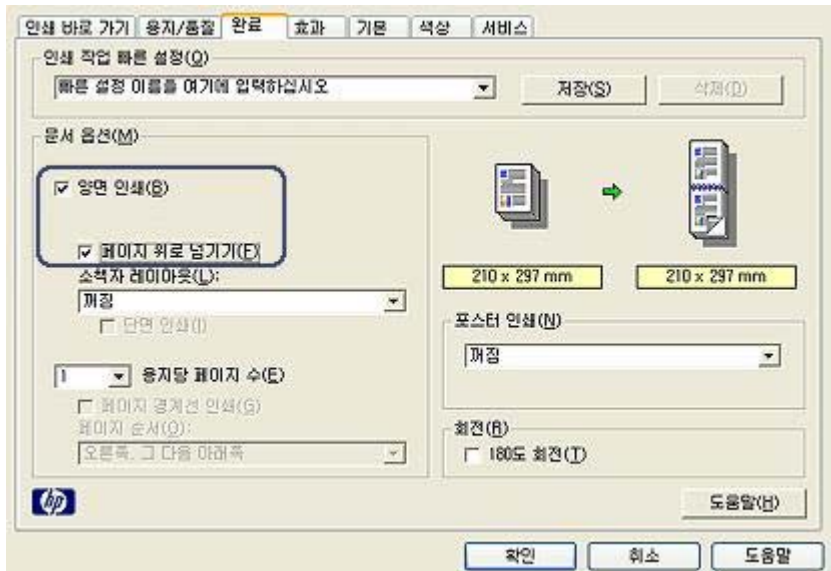 인쇄 바로 가기 용지/품질 완료 효과 기본 색상 서비스
인쇄 작업 빠른 설정(Q)
빠른 설정 이름을 여기에 입력하십시오
저장(S) 삭제(D)
문서 옵션(M)
양면 인쇄(B)
페이지 위로 넘기기(F)
소책자 레이아웃(L):
꺼짐
단면 인쇄(I)
1 용지당 페이지 수(E)
페이지 경계선 인쇄(G)
페이지 순서(O):
오른쪽, 그 다음 아래쪽
210 x 297 mm 210 x 297 mm
포스터 인쇄(N)
꺼짐
회전(R)
180도 회전(T)
hp
도움말(H)
확인 취소 도움말